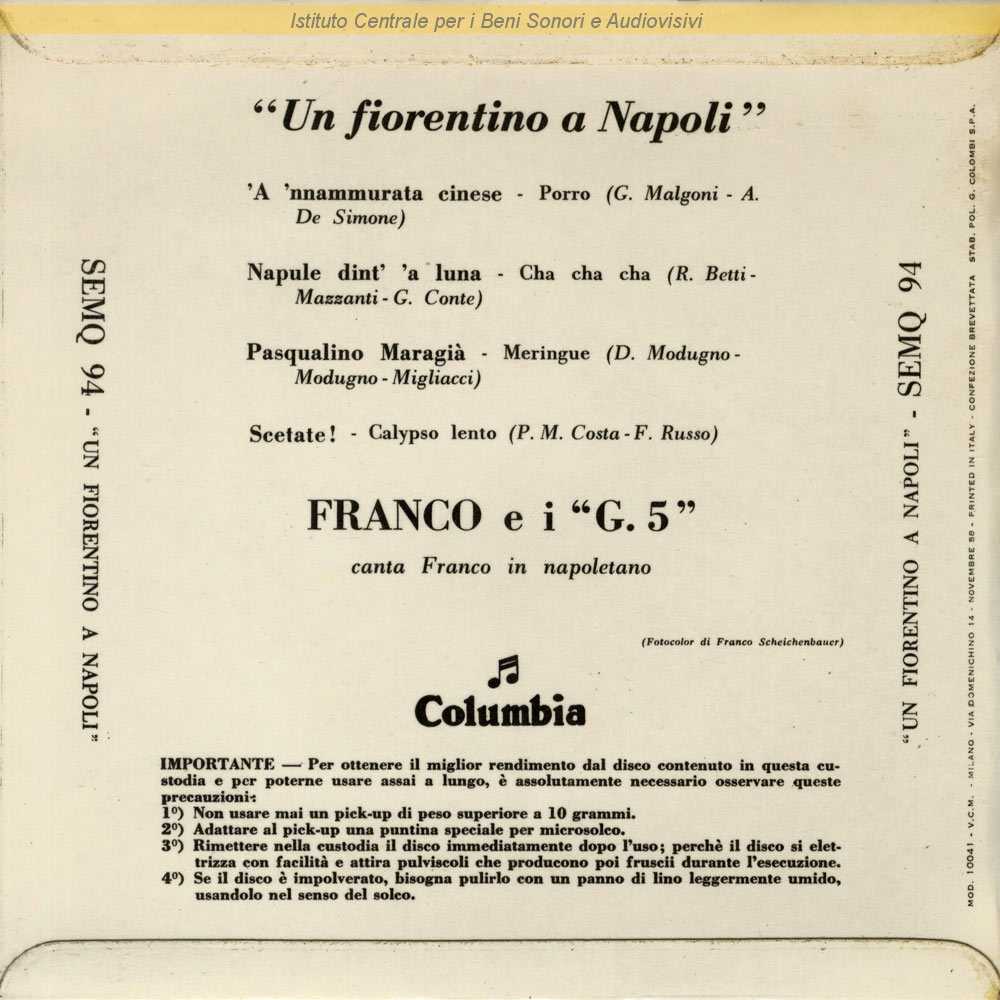 Istituto Centrale per i Beni Sonori e Audiovisivi
“Un fiorentino a Napoli”
’A ’nnammurata cinese - Porro (G. Malgoni - A.
De Simone)
Napule dint’ ’a luna - Cha cha cha (R. Betti -
Mazzanti - G. Conte)
Pasqualino Maragià - Meringue (D. Modugno -
Modugno - Migliacci)
Scetate! - Calypso lento (P. M. Costa - F. Russo)
FRANCO e i “G. 5”
canta Franco in napoletano
(Fotocolor di Franco Scheichenbauer)
Columbia
IMPORTANTE — Per ottenere il miglior rendimento dal disco contenuto in questa cu-
stodia e per poterne usare assai a lungo, è assolutamente necessario osservare queste
precauzioni:
1º) Non usare mai un pick-up di peso superiore a 10 grammi.
2º) Adattare al pick-up una puntina speciale per microsolco.
3º) Rimettere nella custodia il disco immediatamente dopo l’uso; perchè il disco si elet-
trizza con facilità e attira pulviscoli che producono poi fruscii durante l’esecuzione.
4º) Se il disco è impolverato, bisogna pulirlo con un panno di lino leggermente umido,
usandolo nel senso del solco.
SEMQ 94 - “UN FIORENTINO A NAPOLI”
“UN FIORENTINO A NAPOLI” - SEMQ 94
MOD. 10041 - V.C.M. - MILANO - VIA DOMENICHINO 14 - NOVEMBRE 58 - PRINTED IN ITALY - CONFEZIONE BREVETTATA STAB. POL. G. COLOMBI S.P.A.